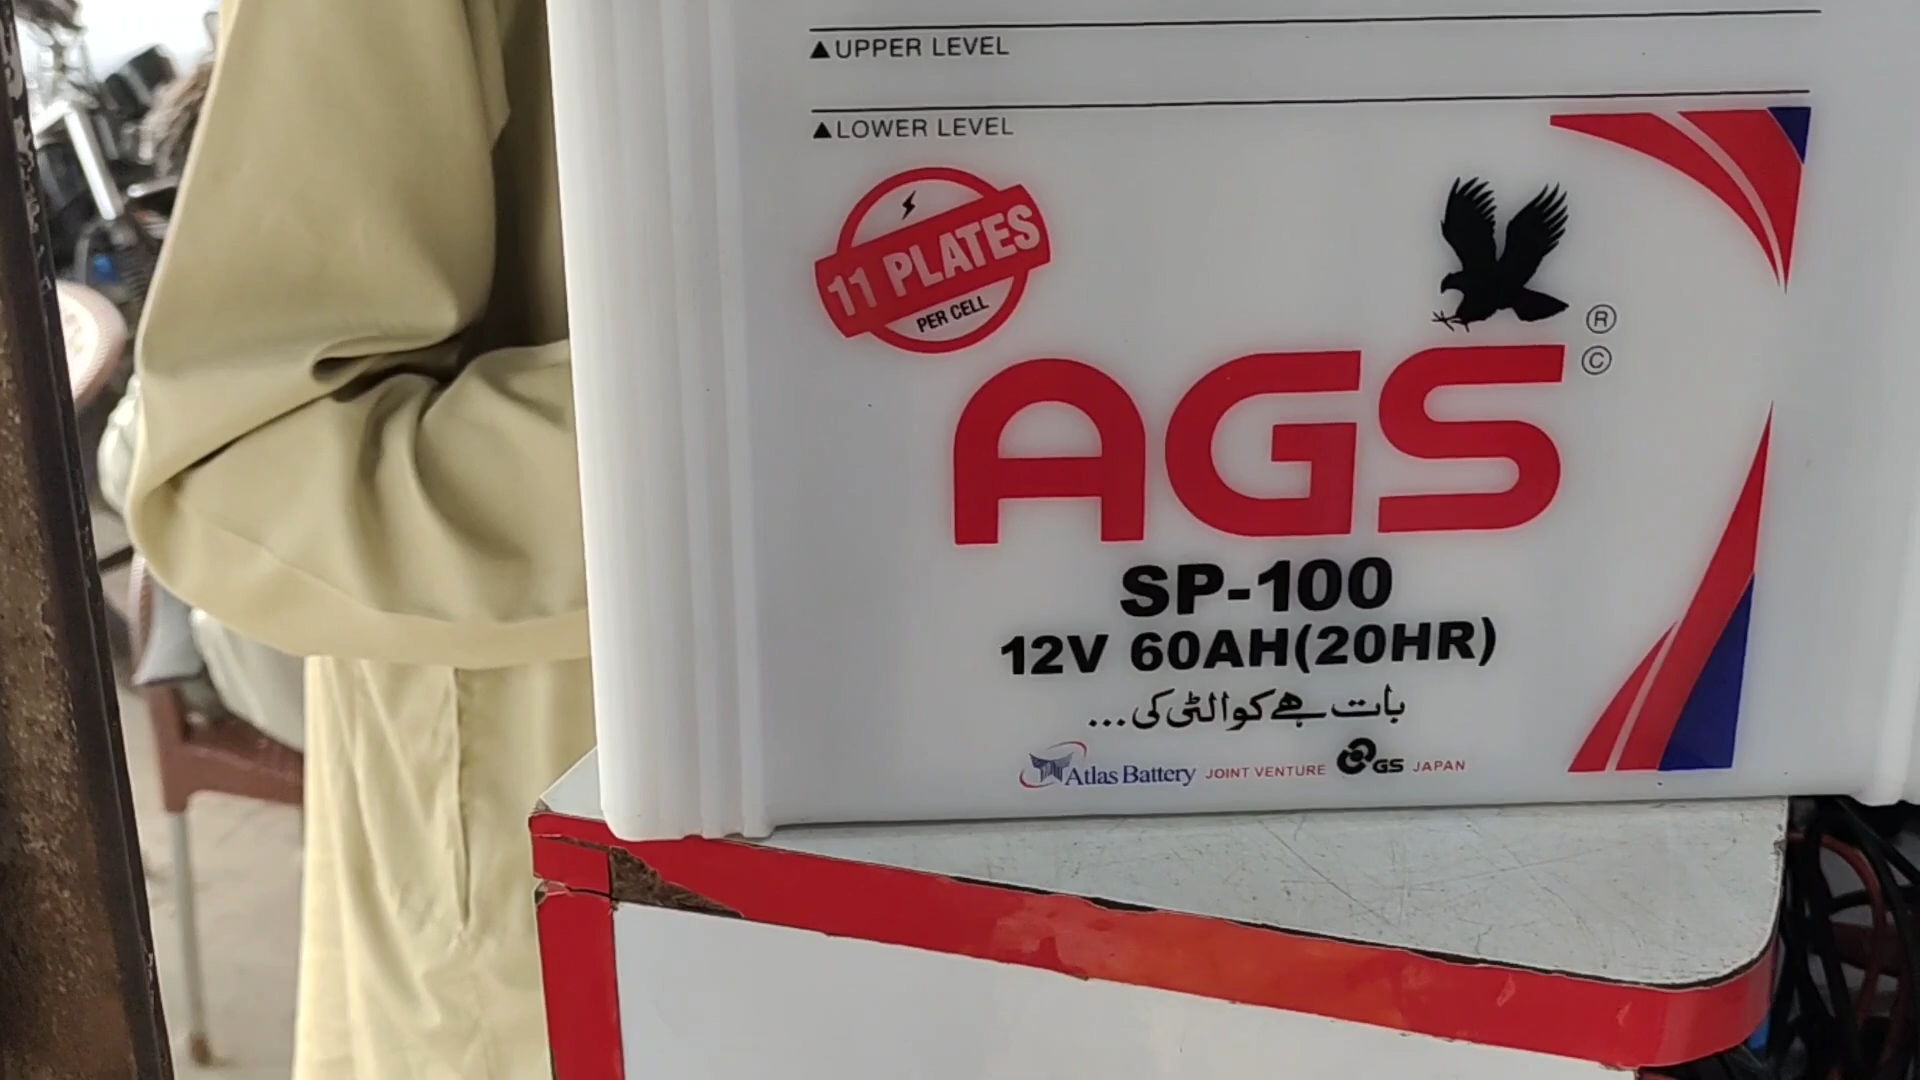 ▲UPPER LEVEL
▲LOWER LEVEL
11 PLATES
PER CELL
AGS ® ©
SP-100
12V 60AH(20HR)
بات ہے کوالٹی کی...
Atlas Battery JOINT VENTURE GS JAPAN